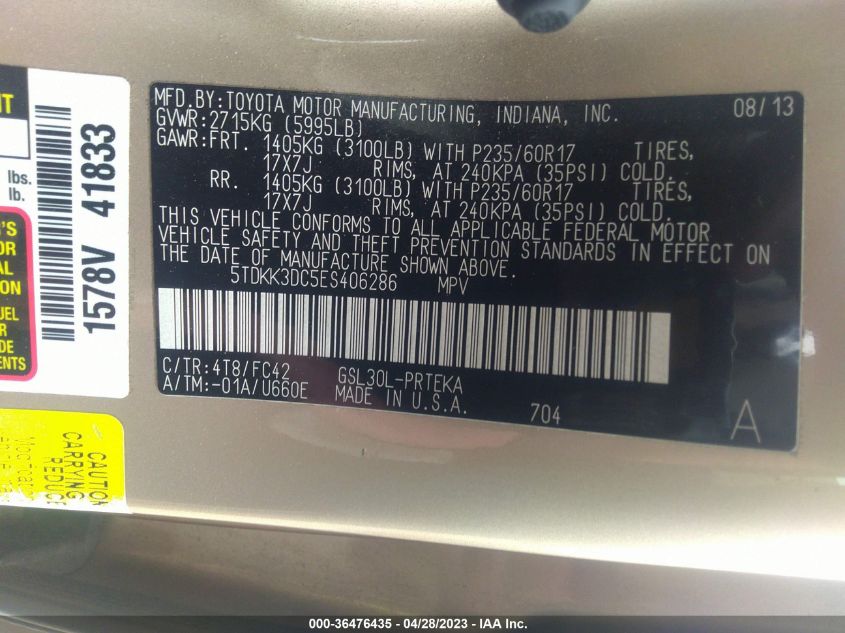 MFD.BY:TOYOTA MOTOR MANUFACTURING, INDIANA, INC. 08/13
GVWR:2715KG (5995LB)
GAWR:FRT. 1405KG (3100LB) WITH P235/60R17 TIRES,
17X7J RIMS, AT 240KPA (35PSI) COLD.
RR. 1405KG (3100LB) WITH P235/60R17 TIRES,
17X7J RIMS, AT 240KPA (35PSI) COLD.
THIS VEHICLE CONFORMS TO ALL APPLICABLE FEDERAL MOTOR
VEHICLE SAFETY AND THEFT PREVENTION STANDARDS IN EFFECT ON
THE DATE OF MANUFACTURE SHOWN ABOVE.
5TDKK3DC5ES406286 MPV
C/TR:4T8/FC42 GSL30L-PRTEKA
A/TM:-01A/U660E MADE IN U.S.A. 704 A
lbs.
lb.
1578V 41833
CAUTION
CARRYING
REDUCE
000-36476435 - 04/28/2023 - IAA Inc.